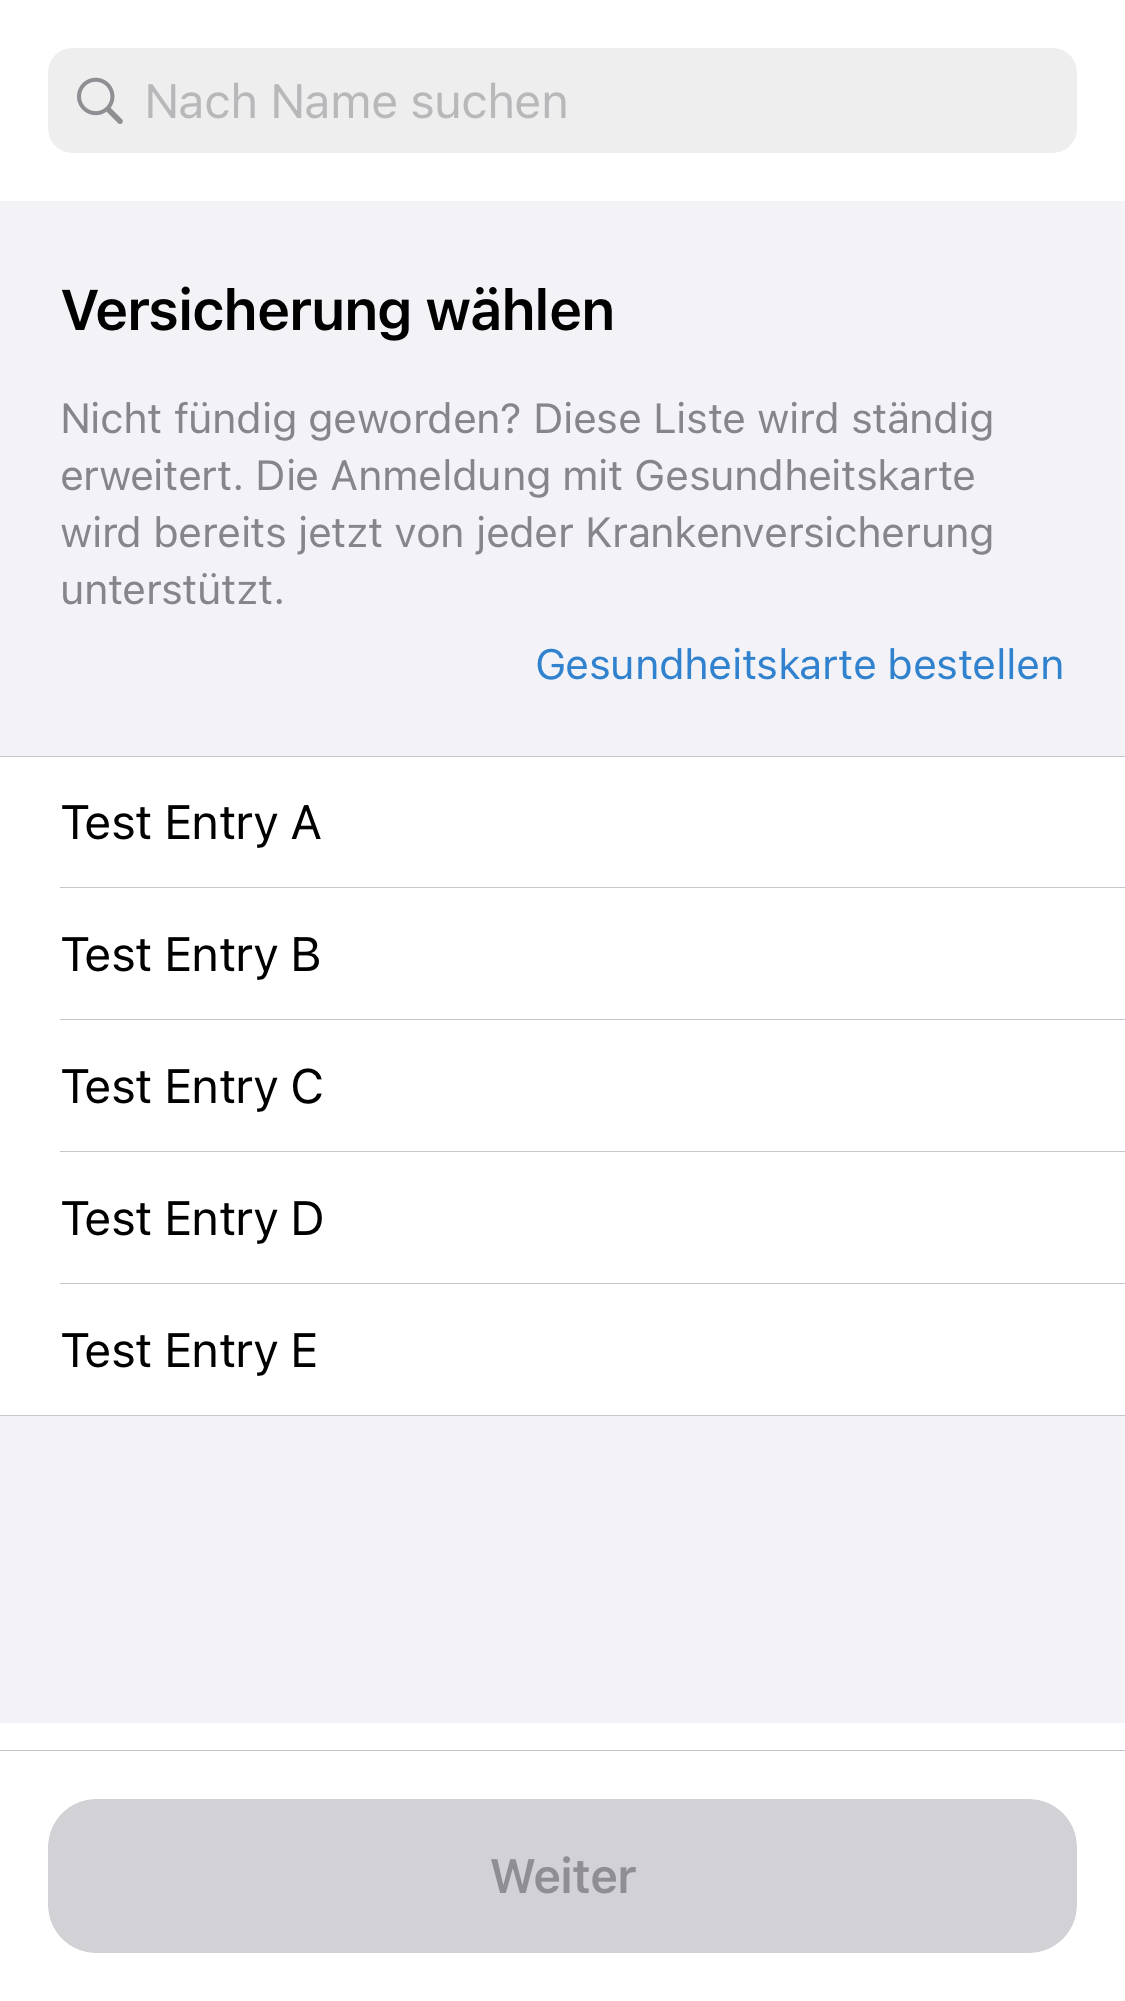 Nach Name suchen
Versicherung wählen
Nicht fündig geworden? Diese Liste wird ständig
erweitert. Die Anmeldung mit Gesundheitskarte
wird bereits jetzt von jeder Krankenversicherung
unterstützt.
Gesundheitskarte bestellen
Test Entry A
Test Entry B
Test Entry C
Test Entry D
Test Entry E
Weiter